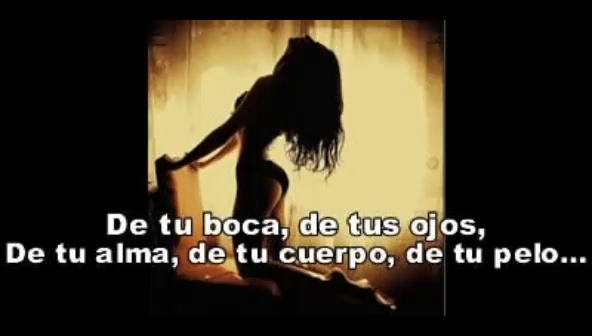 De tu boca, de tus ojos,
De tu alma, de tu cuerpo, de tu pelo...